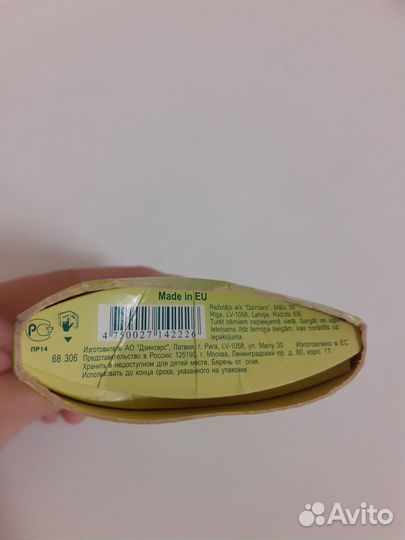 Made in EU
4 750027 142226
Ražotājs a/s "Dzintars", Mālu 30
Rīga, LV-1058, Latvija, Ražots ES
Turēt bērniem nepieejamā vietā. Sargāt no uguns.
Ieteicams līdz termiņa beigām, kas norādīts uz
iepakojuma.
PG
ПР14
68 306
Изготовитель АО "Дзинтарс", Латвия, г. Рига, LV-1058, ул. Малу 30 Изготовлено в ЕС
Представительство в России: 125190, г. Москва, Ленинградский пр. д. 80, корп. 17
Хранить в недоступном для детей месте. Беречь от огня.
Использовать до конца срока, указанного на упаковке.
Avito